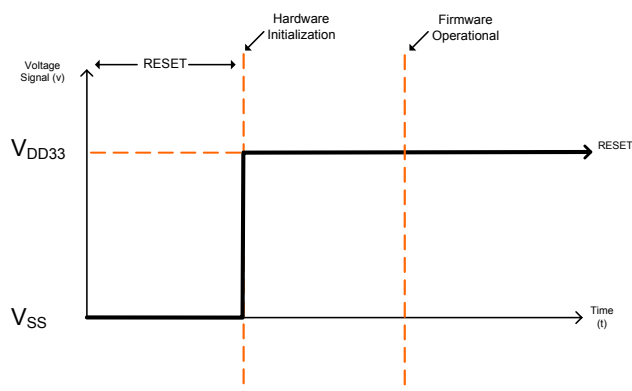 Hardware
Initialization
Firmware
Operational
Voltage
Signal (v)
RESET
VDD33
RESET
VSS
Time
(t)